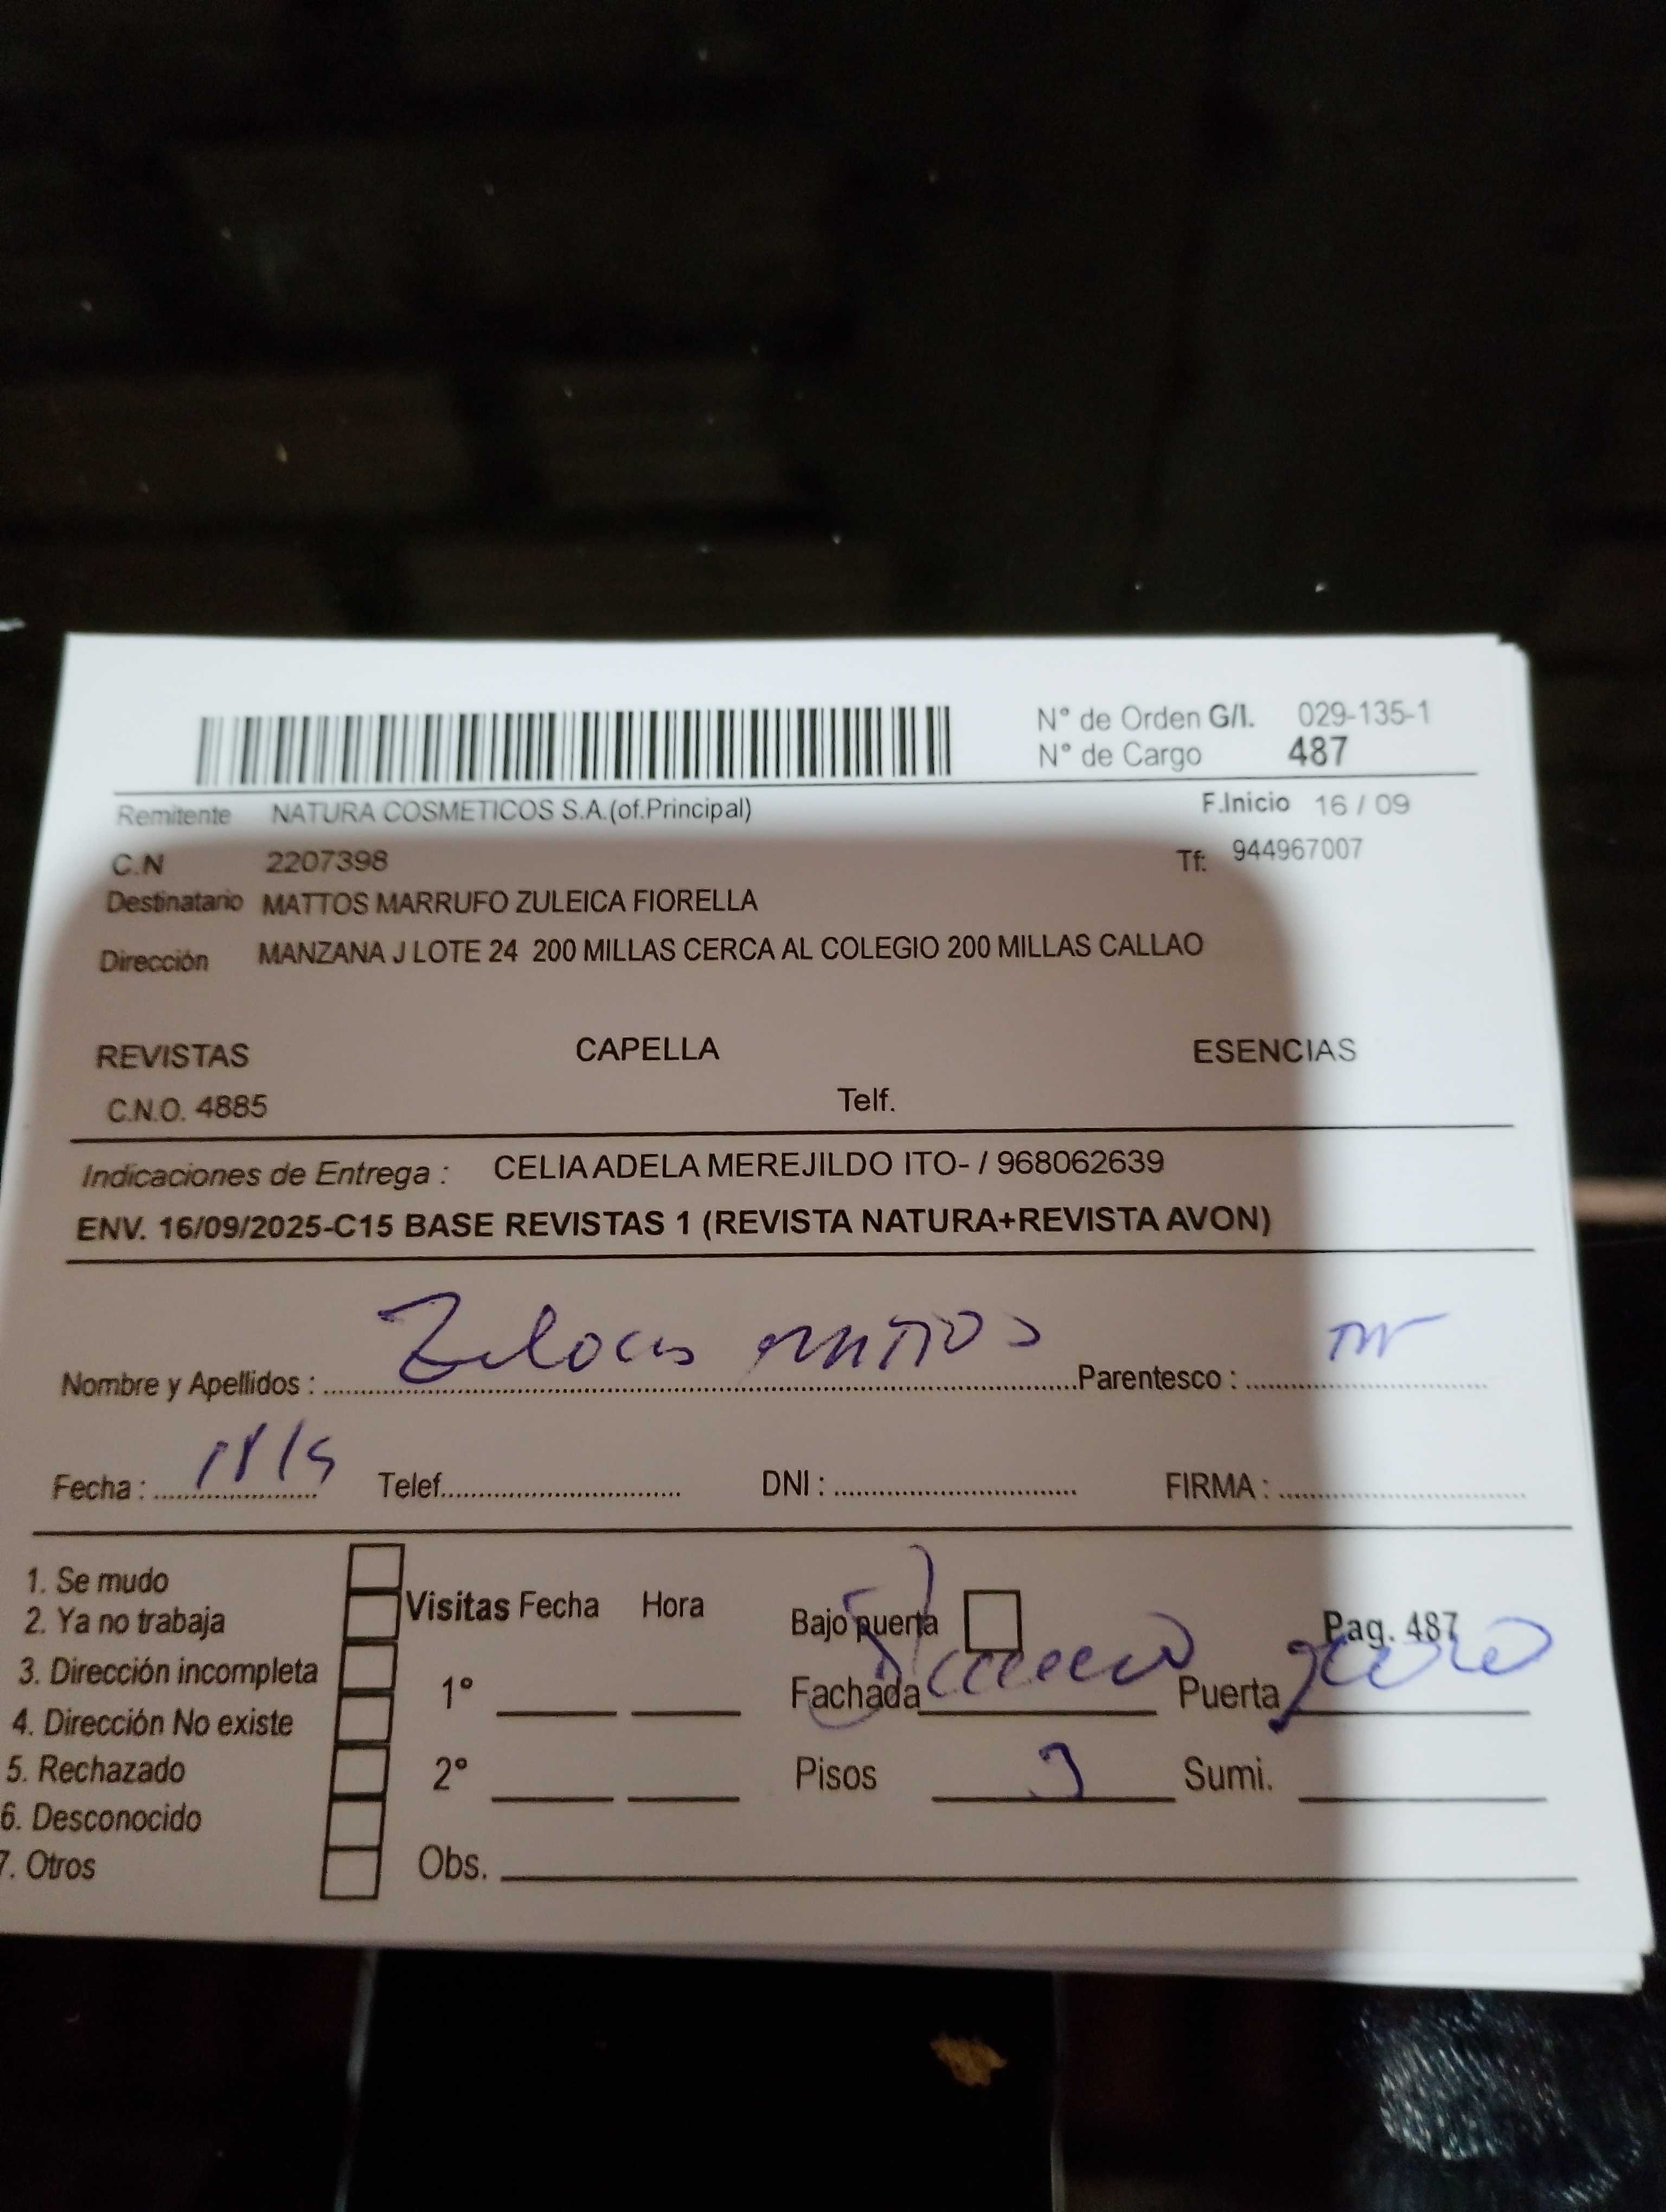 N° de Orden G/I. 029-135-1
N° de Cargo 487
Remitente NATURA COSMETICOS S.A.(of.Principal) F.Inicio 16 / 09
C.N 2207398 Tf: 944967007
Destinatario MATTOS MARRUFO ZULEICA FIORELLA
Dirección MANZANA J LOTE 24 200 MILLAS CERCA AL COLEGIO 200 MILLAS CALLAO
REVISTAS CAPELLA ESENCIAS
C.N.O. 4885 Telf.
Indicaciones de Entrega : CELIA ADELA MEREJILDO ITO- / 968062639
ENV. 16/09/2025-C15 BASE REVISTAS 1 (REVISTA NATURA+REVISTA AVON)
Nombre y Apellidos : Parentesco :
Fecha : Telef. DNI : FIRMA :
1. Se mudo
2. Ya no trabaja
3. Dirección incompleta
4. Dirección No existe
5. Rechazado
6. Desconocido
7. Otros
Visitas Fecha Hora
1°
2°
Obs.
Bajo puerta Pag. 487
Fachada Puerta
Pisos Sumi.